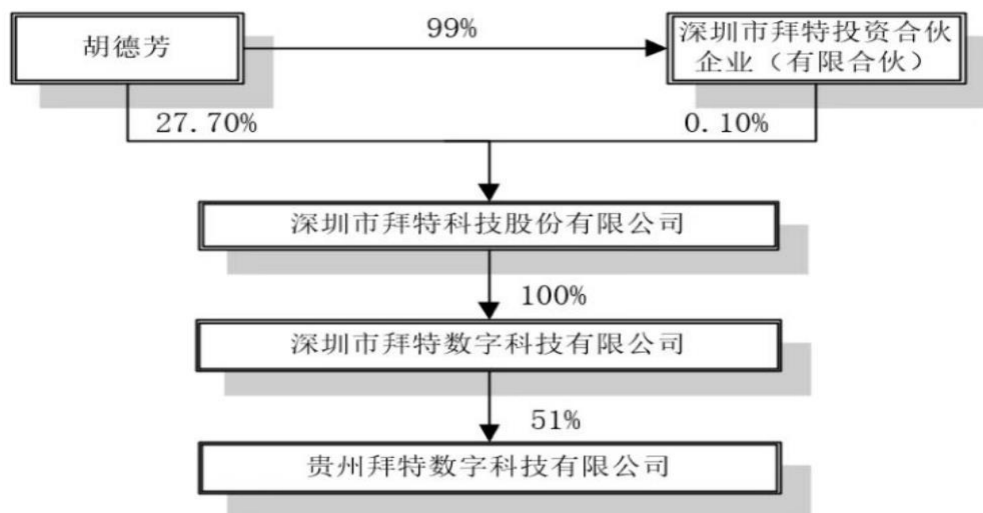 胡德芳
99%
深圳市拜特投资合伙
企业（有限合伙）
27.70%
0.10%
深圳市拜特科技股份有限公司
100%
深圳市拜特数字科技有限公司
51%
贵州拜特数字科技有限公司